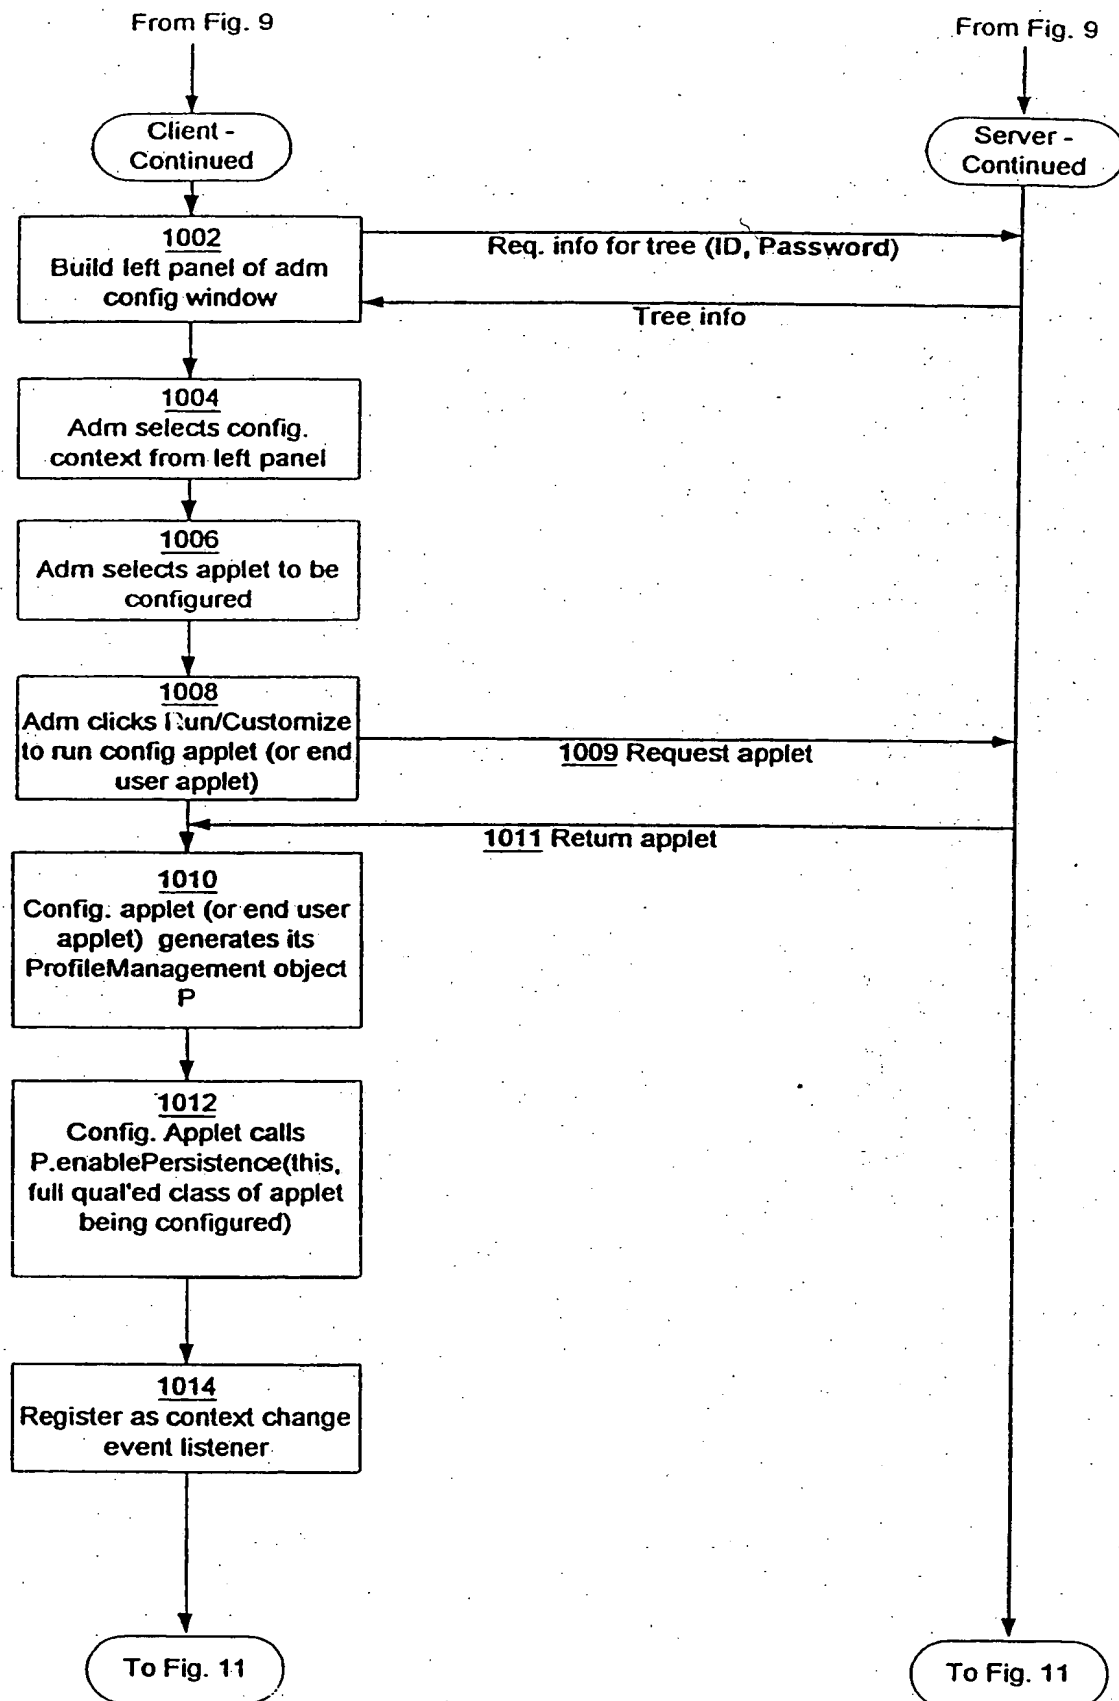 From Fig. 9
From Fig. 9
Client -
Continued
Server -
Continued
1002
Build left panel of adm
config window
Req. info for tree (ID, Password)
Tree info
1004
Adm selects config.
context from left panel
1006
Adm selects applet to be
configured
1008
Adm clicks Run/Customize
to run config applet (or end
user applet)
1009 Request applet
1011 Return applet
1010
Config. applet (or end user
applet) generates its
ProfileManagement object
P
1012
Config. Applet calls
P.enablePersistence(this,
full qual'ed class of applet
being configured)
1014
Register as context change
event listener
To Fig. 11
To Fig. 11